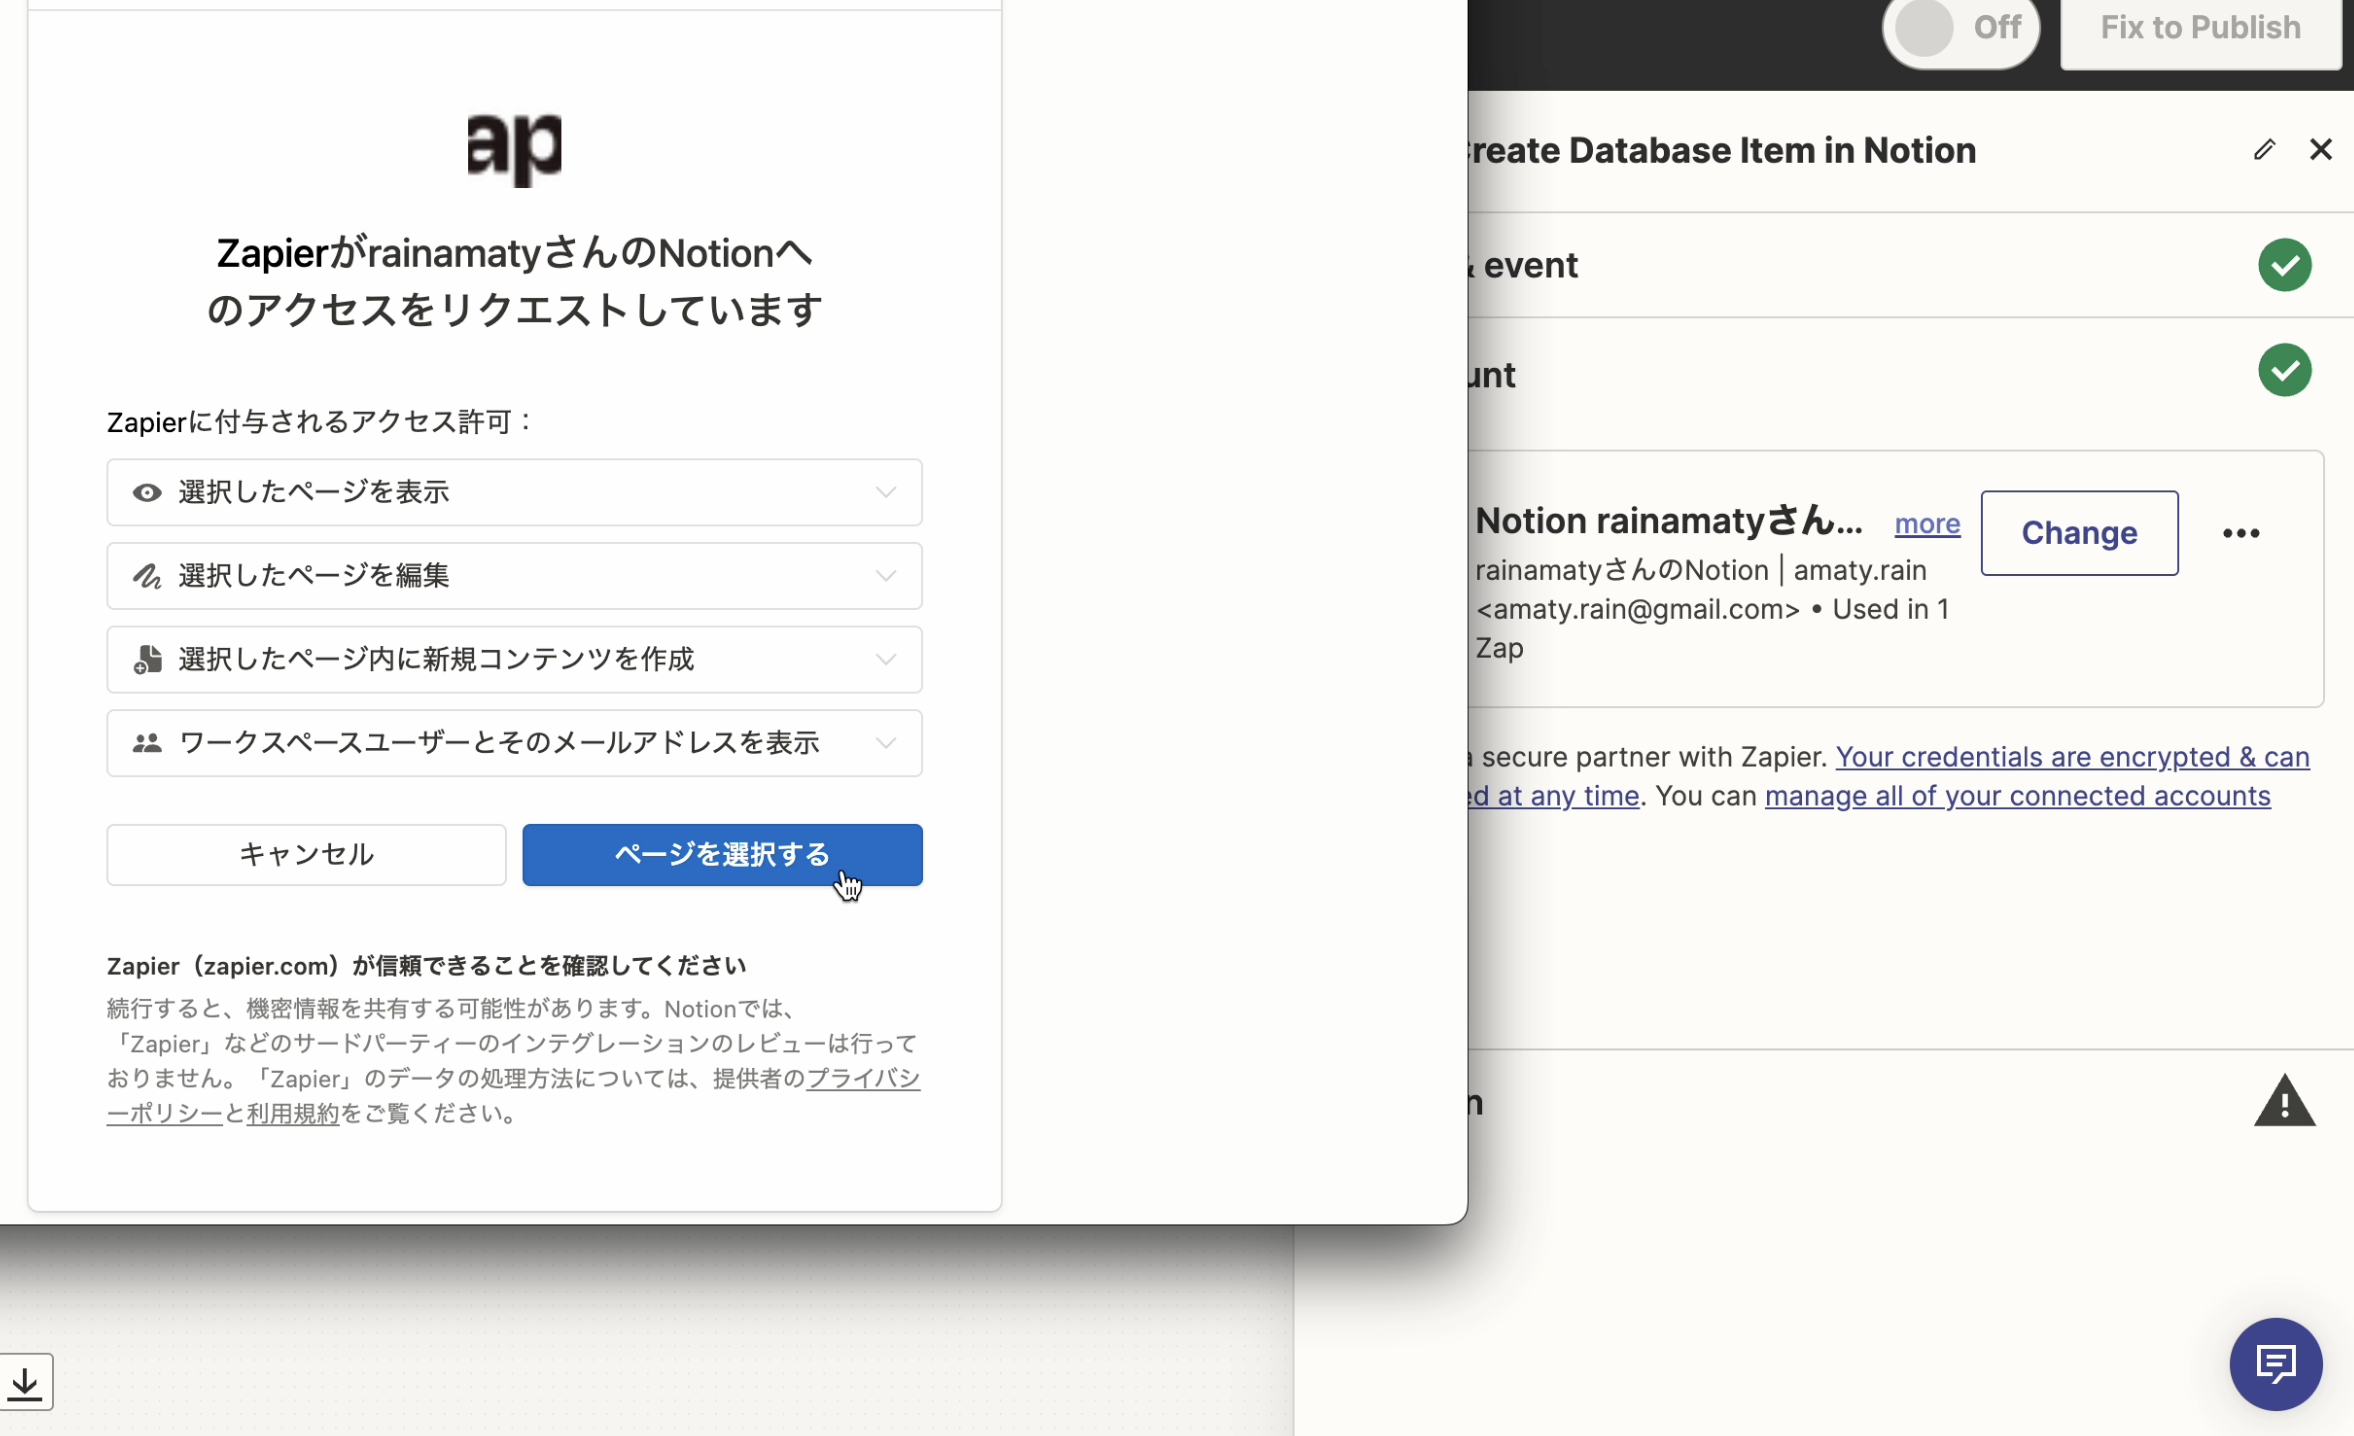 ap
Zapierがrainamatyさんのnotionへ
のアクセスをリクエストしています
Zapierに付与されるアクセス許可：
選択したページを表示
選択したページを編集
選択したページ内に新規コンテンツを作成
ワークスペースユーザーとそのメールアドレスを表示
キャンセル
ページを選択する
Zapier（zapier.com）が信頼できることを確認してください
続行すると、機密情報を共有する可能性があります。Notionでは、
「Zapier」などのサードパーティーのインテグレーションのレビューは行って
おりません。「Zapier」のデータの処理方法については、提供者のプライバシ
ーポリシーと利用規約をご覧ください。
Off
Fix to Publish
reate Database Item in Notion
& event
unt
Notion rainamatyさん... more
Change
rainamatyさんのNotion | amaty.rain
<amaty.rain@gmail.com> • Used in 1
Zap
a secure partner with Zapier. Your credentials are encrypted & can
ed at any time. You can manage all of your connected accounts
n